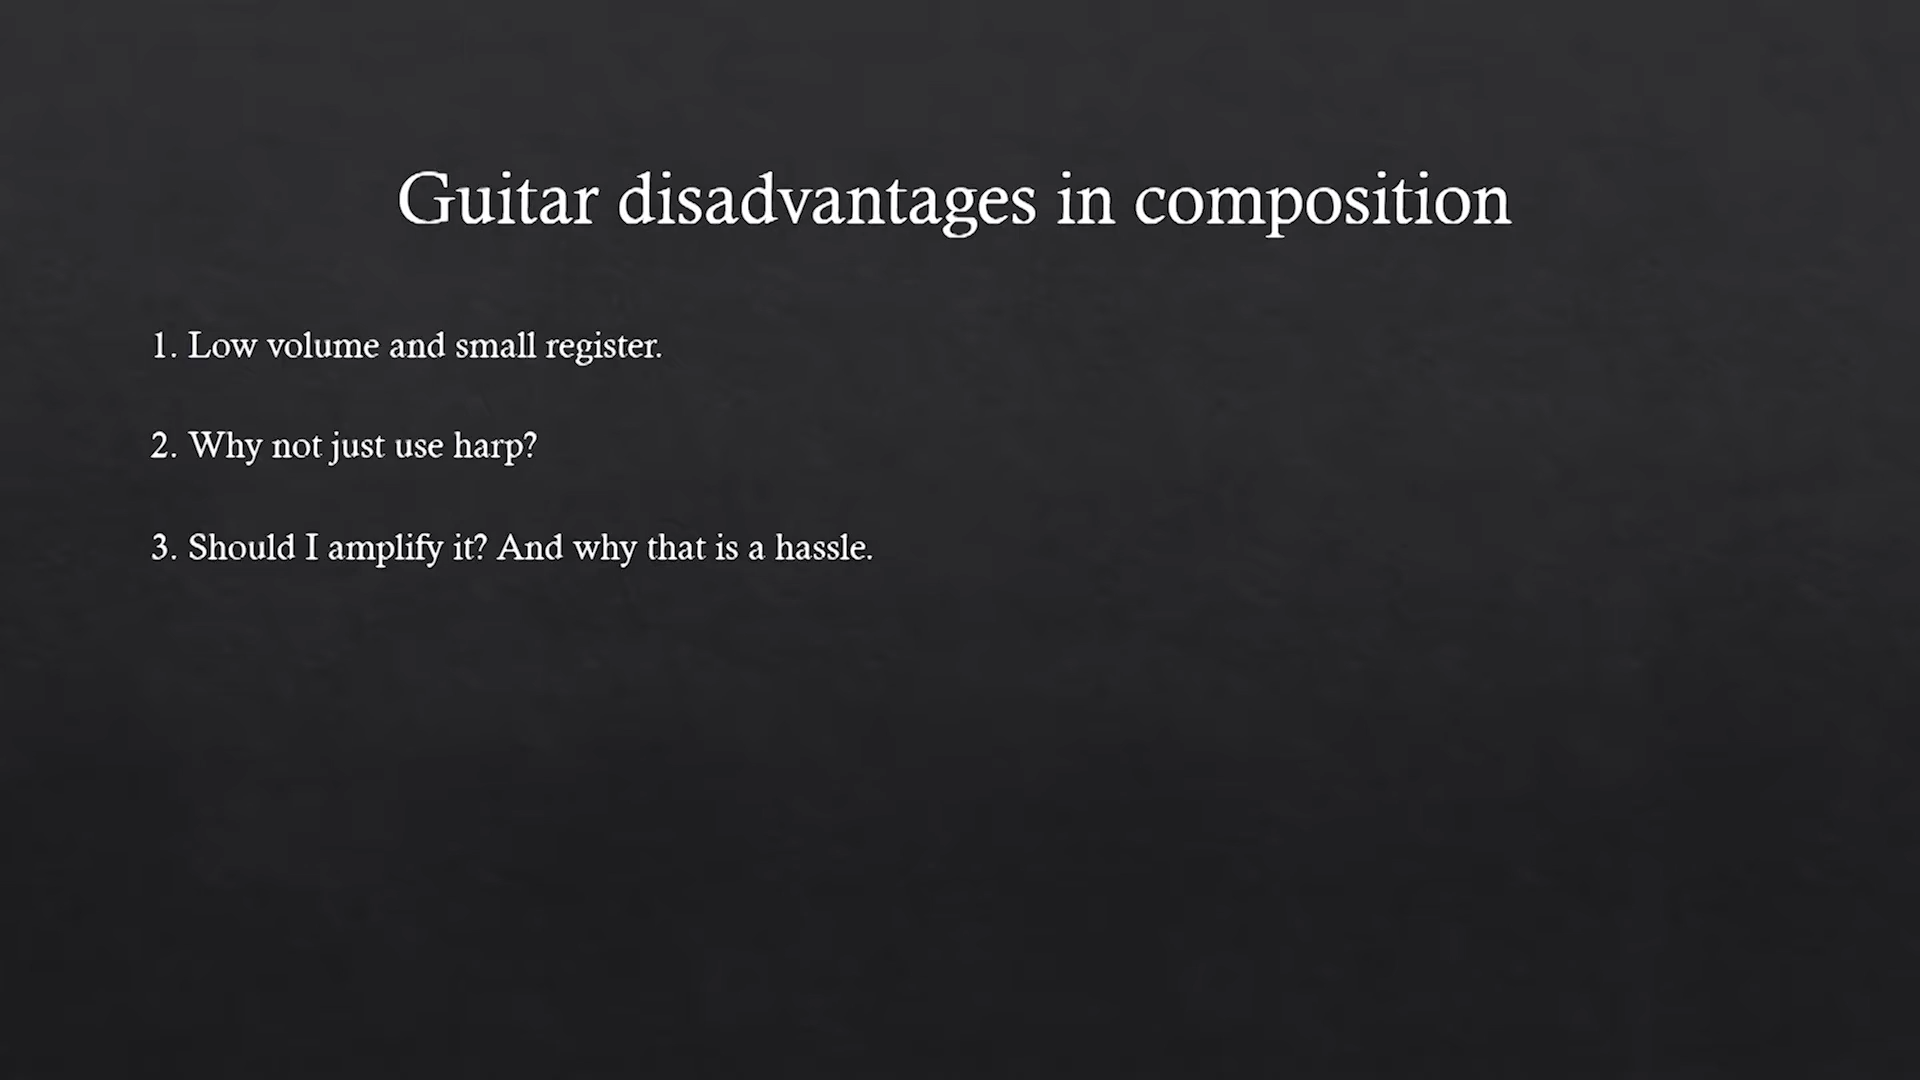 Guitar disadvantages in composition
1. Low volume and small register.
2. Why not just use harp?
3. Should I amplify it? And why that is a hassle.